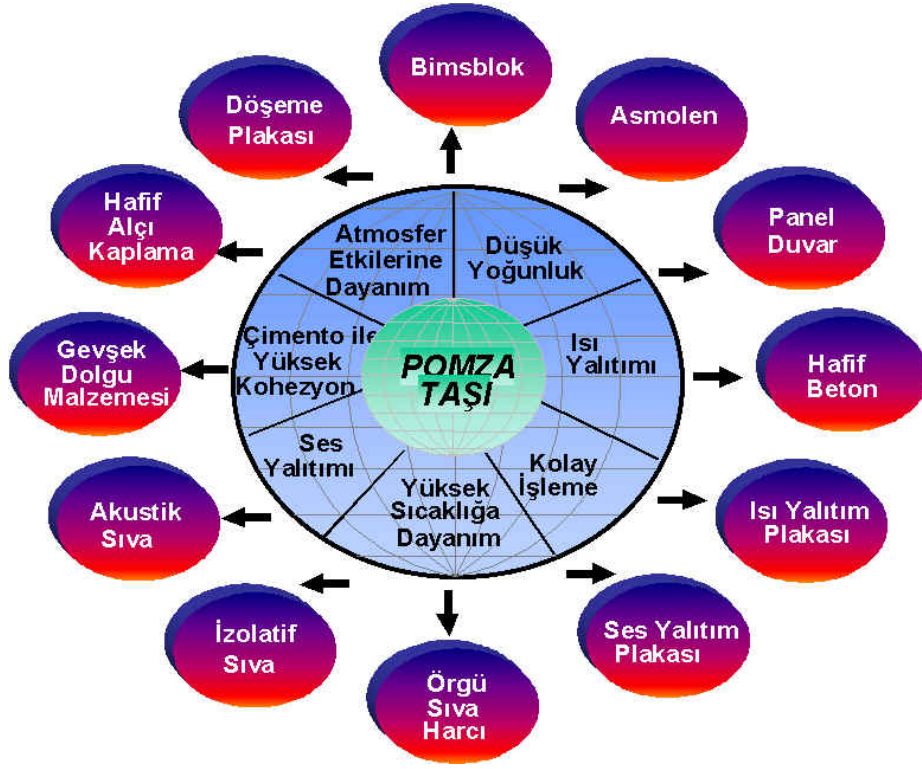 Bimsblok
Asmolen
Panel
Duvar
Hafif
Beton
Isı Yalıtım
Plakası
Ses Yalıtım
Plakası
Örgü
Sıva
Harcı
İzolatif
Sıva
Akustik
Sıva
Gevşek
Dolgu
Malzemesi
Hafif
Alçı
Kaplama
Döşeme
Plakası
Atmosfer
Etkilerine
Dayanım
Düşük
Yoğunluk
Isı
Yalıtımı
Kolay
İşleme
Yüksek
Sıcaklığa
Dayanım
Ses
Yalıtımı
Çimento ile
Yüksek
Kohezyon
POMZA
TAŞI